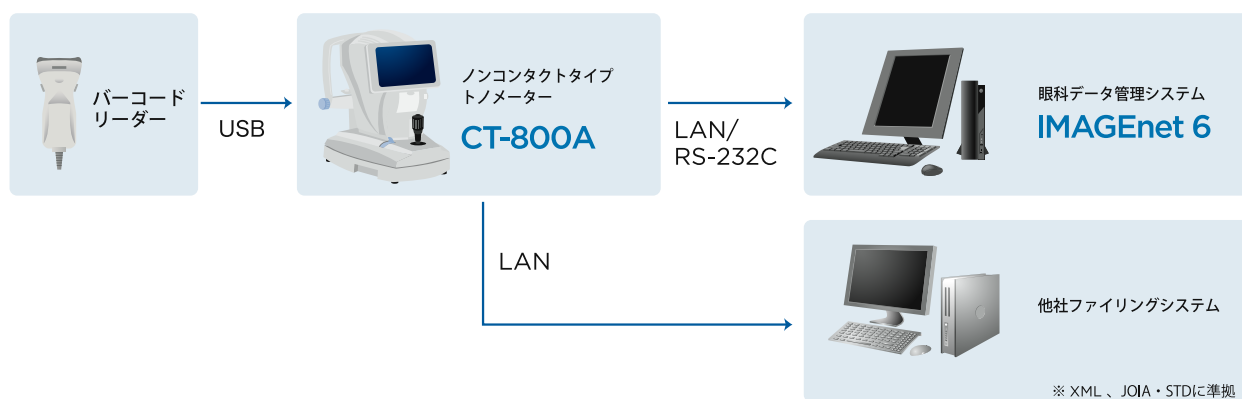 バーコード
リーダー
USB
ノンコンタクトタイプ
トノメーター
CT-800A
LAN/
RS-232C
眼科データ管理システム
IMAGEnet 6
LAN
他社ファイリングシステム
※ XML 、JOIA・STDに準拠